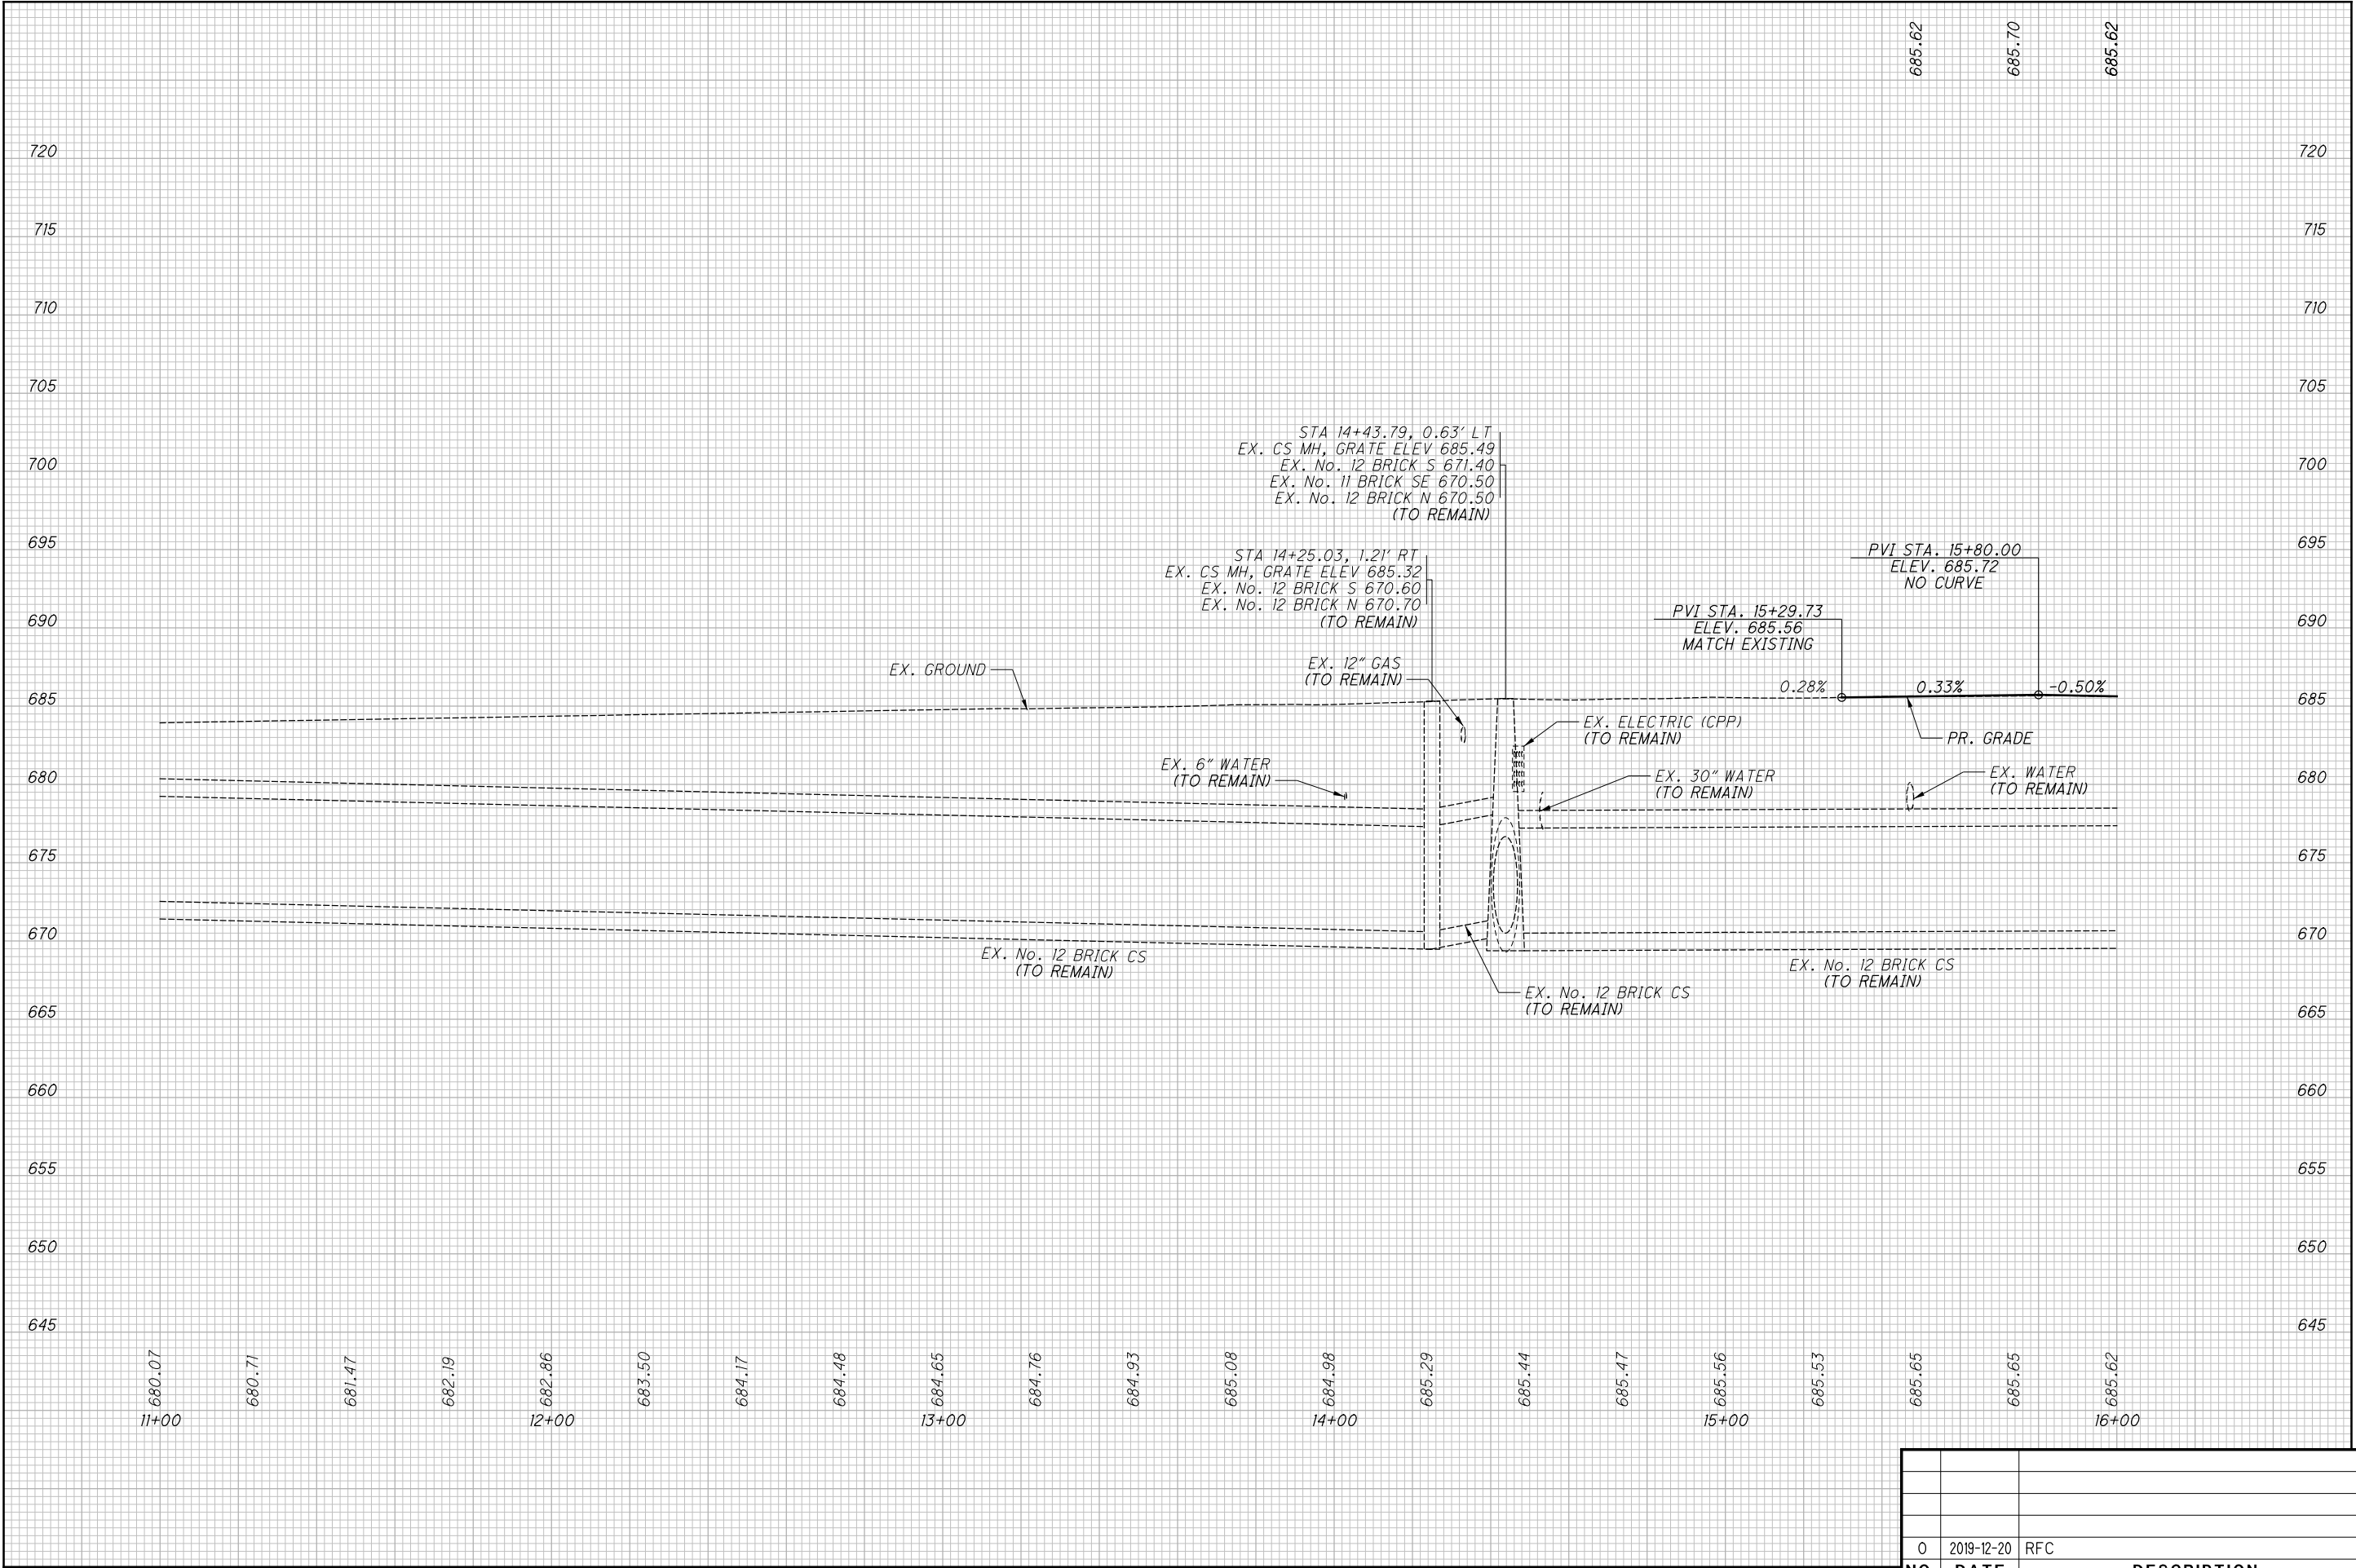 685.62
685.70
685.62
720
720
715
715
710
710
705
705
700
700
695
695
690
690
685
685
680
680
675
675
670
670
665
665
660
660
655
655
650
650
645
645
STA 14+43.79, 0.63' LT
EX. CS MH, GRATE ELEV 685.49
EX. No. 12 BRICK S 671.40
EX. No. 11 BRICK SE 670.50
EX. No. 12 BRICK N 670.50
(TO REMAIN)
STA 14+25.03, 1.21' RT
EX. CS MH, GRATE ELEV 685.32
EX. No. 12 BRICK S 670.60
EX. No. 12 BRICK N 670.70
(TO REMAIN)
PVI STA. 15+80.00
ELEV. 685.72
NO CURVE
PVI STA. 15+29.73
ELEV. 685.56
MATCH EXISTING
EX. GROUND
EX. 12" GAS
(TO REMAIN)
0.28%
0.33%
-0.50%
EX. ELECTRIC (CPP)
(TO REMAIN)
PR. GRADE
EX. 6" WATER
(TO REMAIN)
EX. 30" WATER
(TO REMAIN)
EX. WATER
(TO REMAIN)
EX. No. 12 BRICK CS
(TO REMAIN)
EX. No. 12 BRICK CS
(TO REMAIN)
EX. No. 12 BRICK CS
(TO REMAIN)
680.07
680.71
681.47
682.19
682.86
683.50
684.17
684.48
684.65
684.76
684.93
685.08
684.98
685.29
685.44
685.47
685.56
685.53
685.65
685.65
685.62
11+00
12+00
13+00
14+00
15+00
16+00
0 2019-12-20 RFC
NO. DATE DESCRIPTION